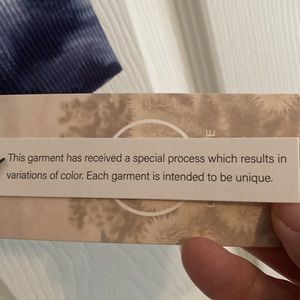 This garment has received a special process which results in
variations of color. Each garment is intended to be unique.